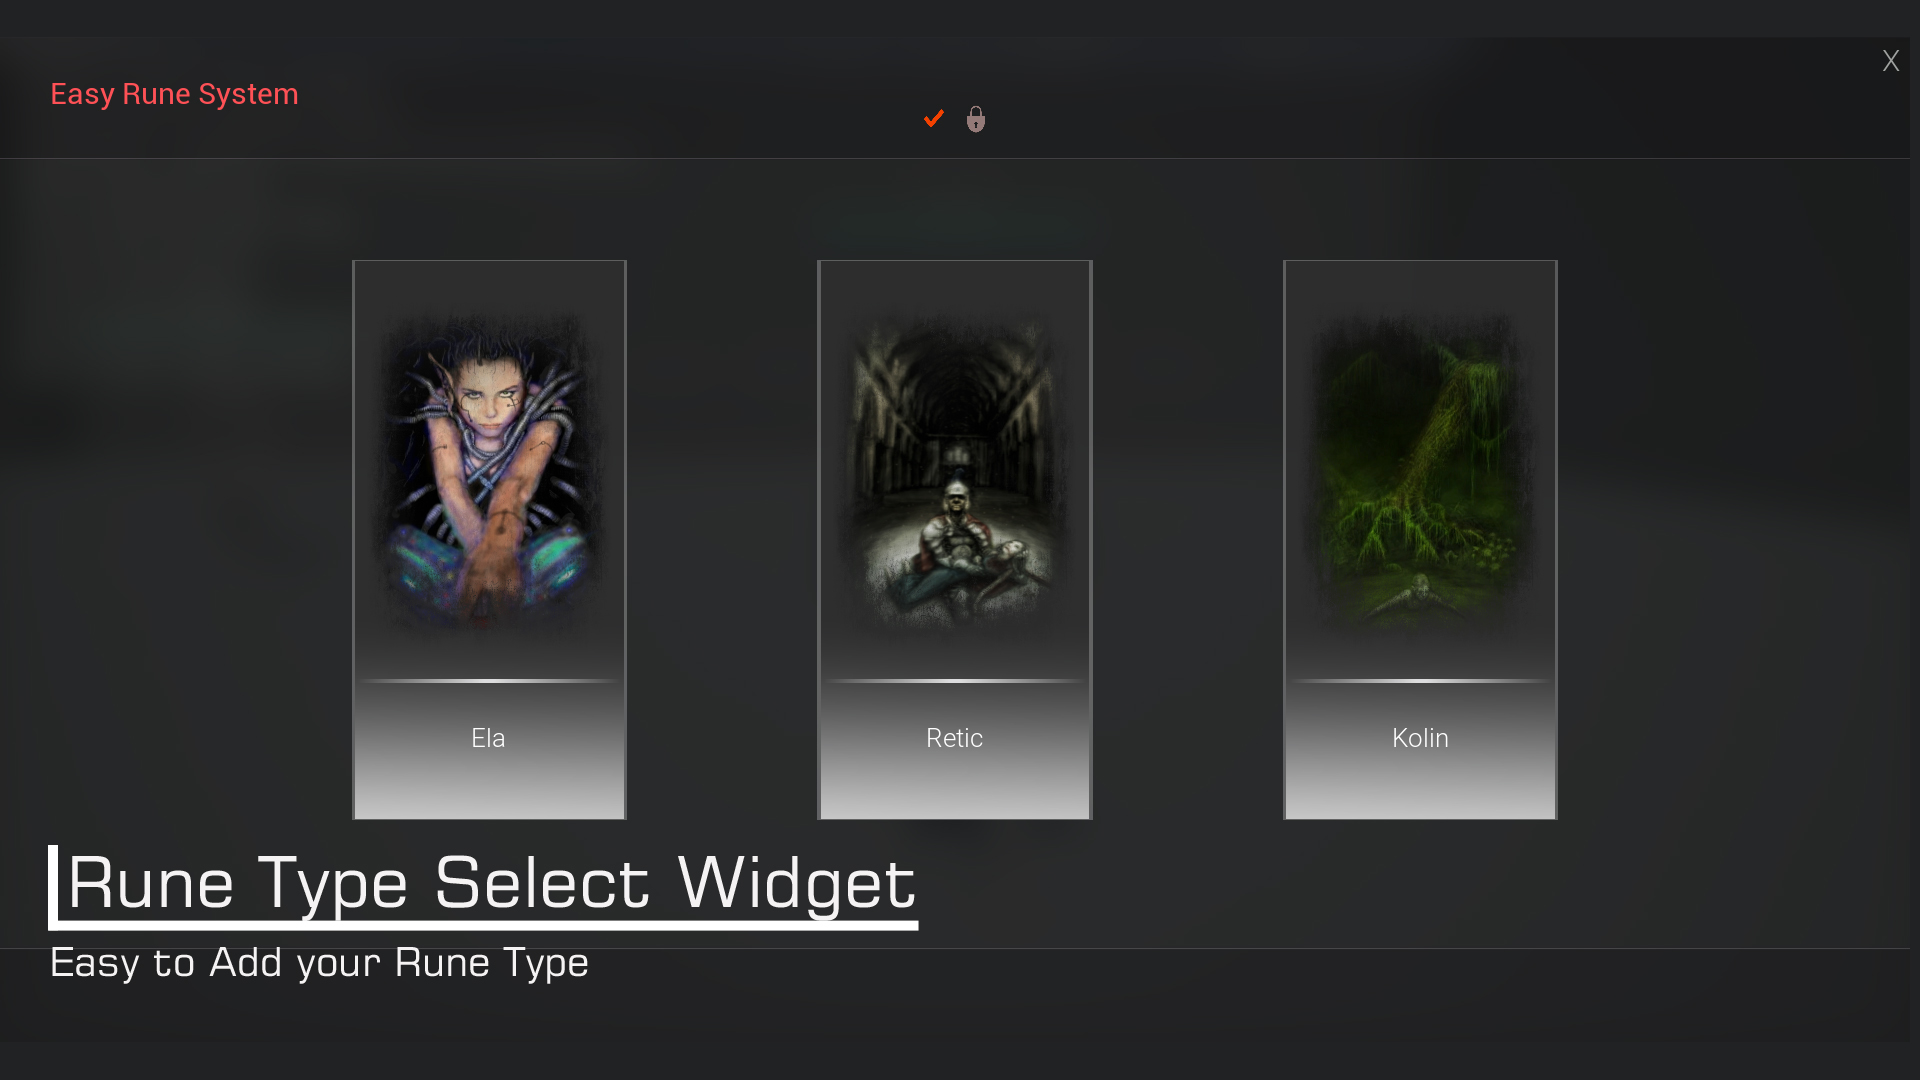 X
Easy Rune System
Ela
Retic
Kolin
Rune Type Select Widget
Easy to Add your Rune Type